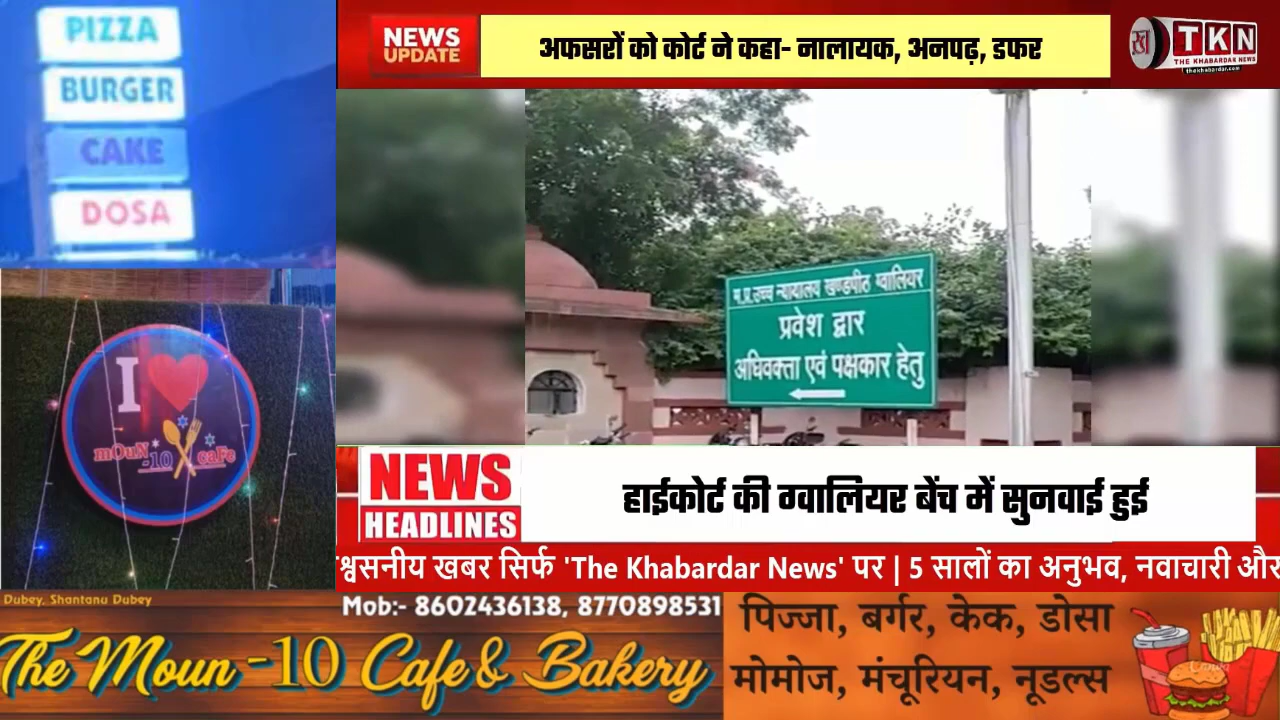 PIZZA
BURGER
CAKE
DOSA
NEWS
UPDATE
अफसरों को कोर्ट ने कहा- नालायक, अनपढ़, डफर
TKN
THE KHABARDAR NEWS
thekhabardar.com
म.प्र.उच्च न्यायालय खण्डपीठ ग्वालियर
प्रवेश द्वार
अधिवक्ता एवं पक्षकार हेतु
I
mOuN
-10 caFe
NEWS
HEADLINES
हाईकोर्ट की ग्वालियर बेंच में सुनवाई हुई
श्वसनीय खबर सिर्फ 'The Khabardar News' पर | 5 सालों का अनुभव, नवाचारी और
Dubey, Shantanu Dubey
Mob:- 8602436138, 8770898531
The Moun -10 Cafe & Bakery
पिज्जा, बर्गर, केक, डोसा
मोमोज, मंचूरियन, नूडल्स